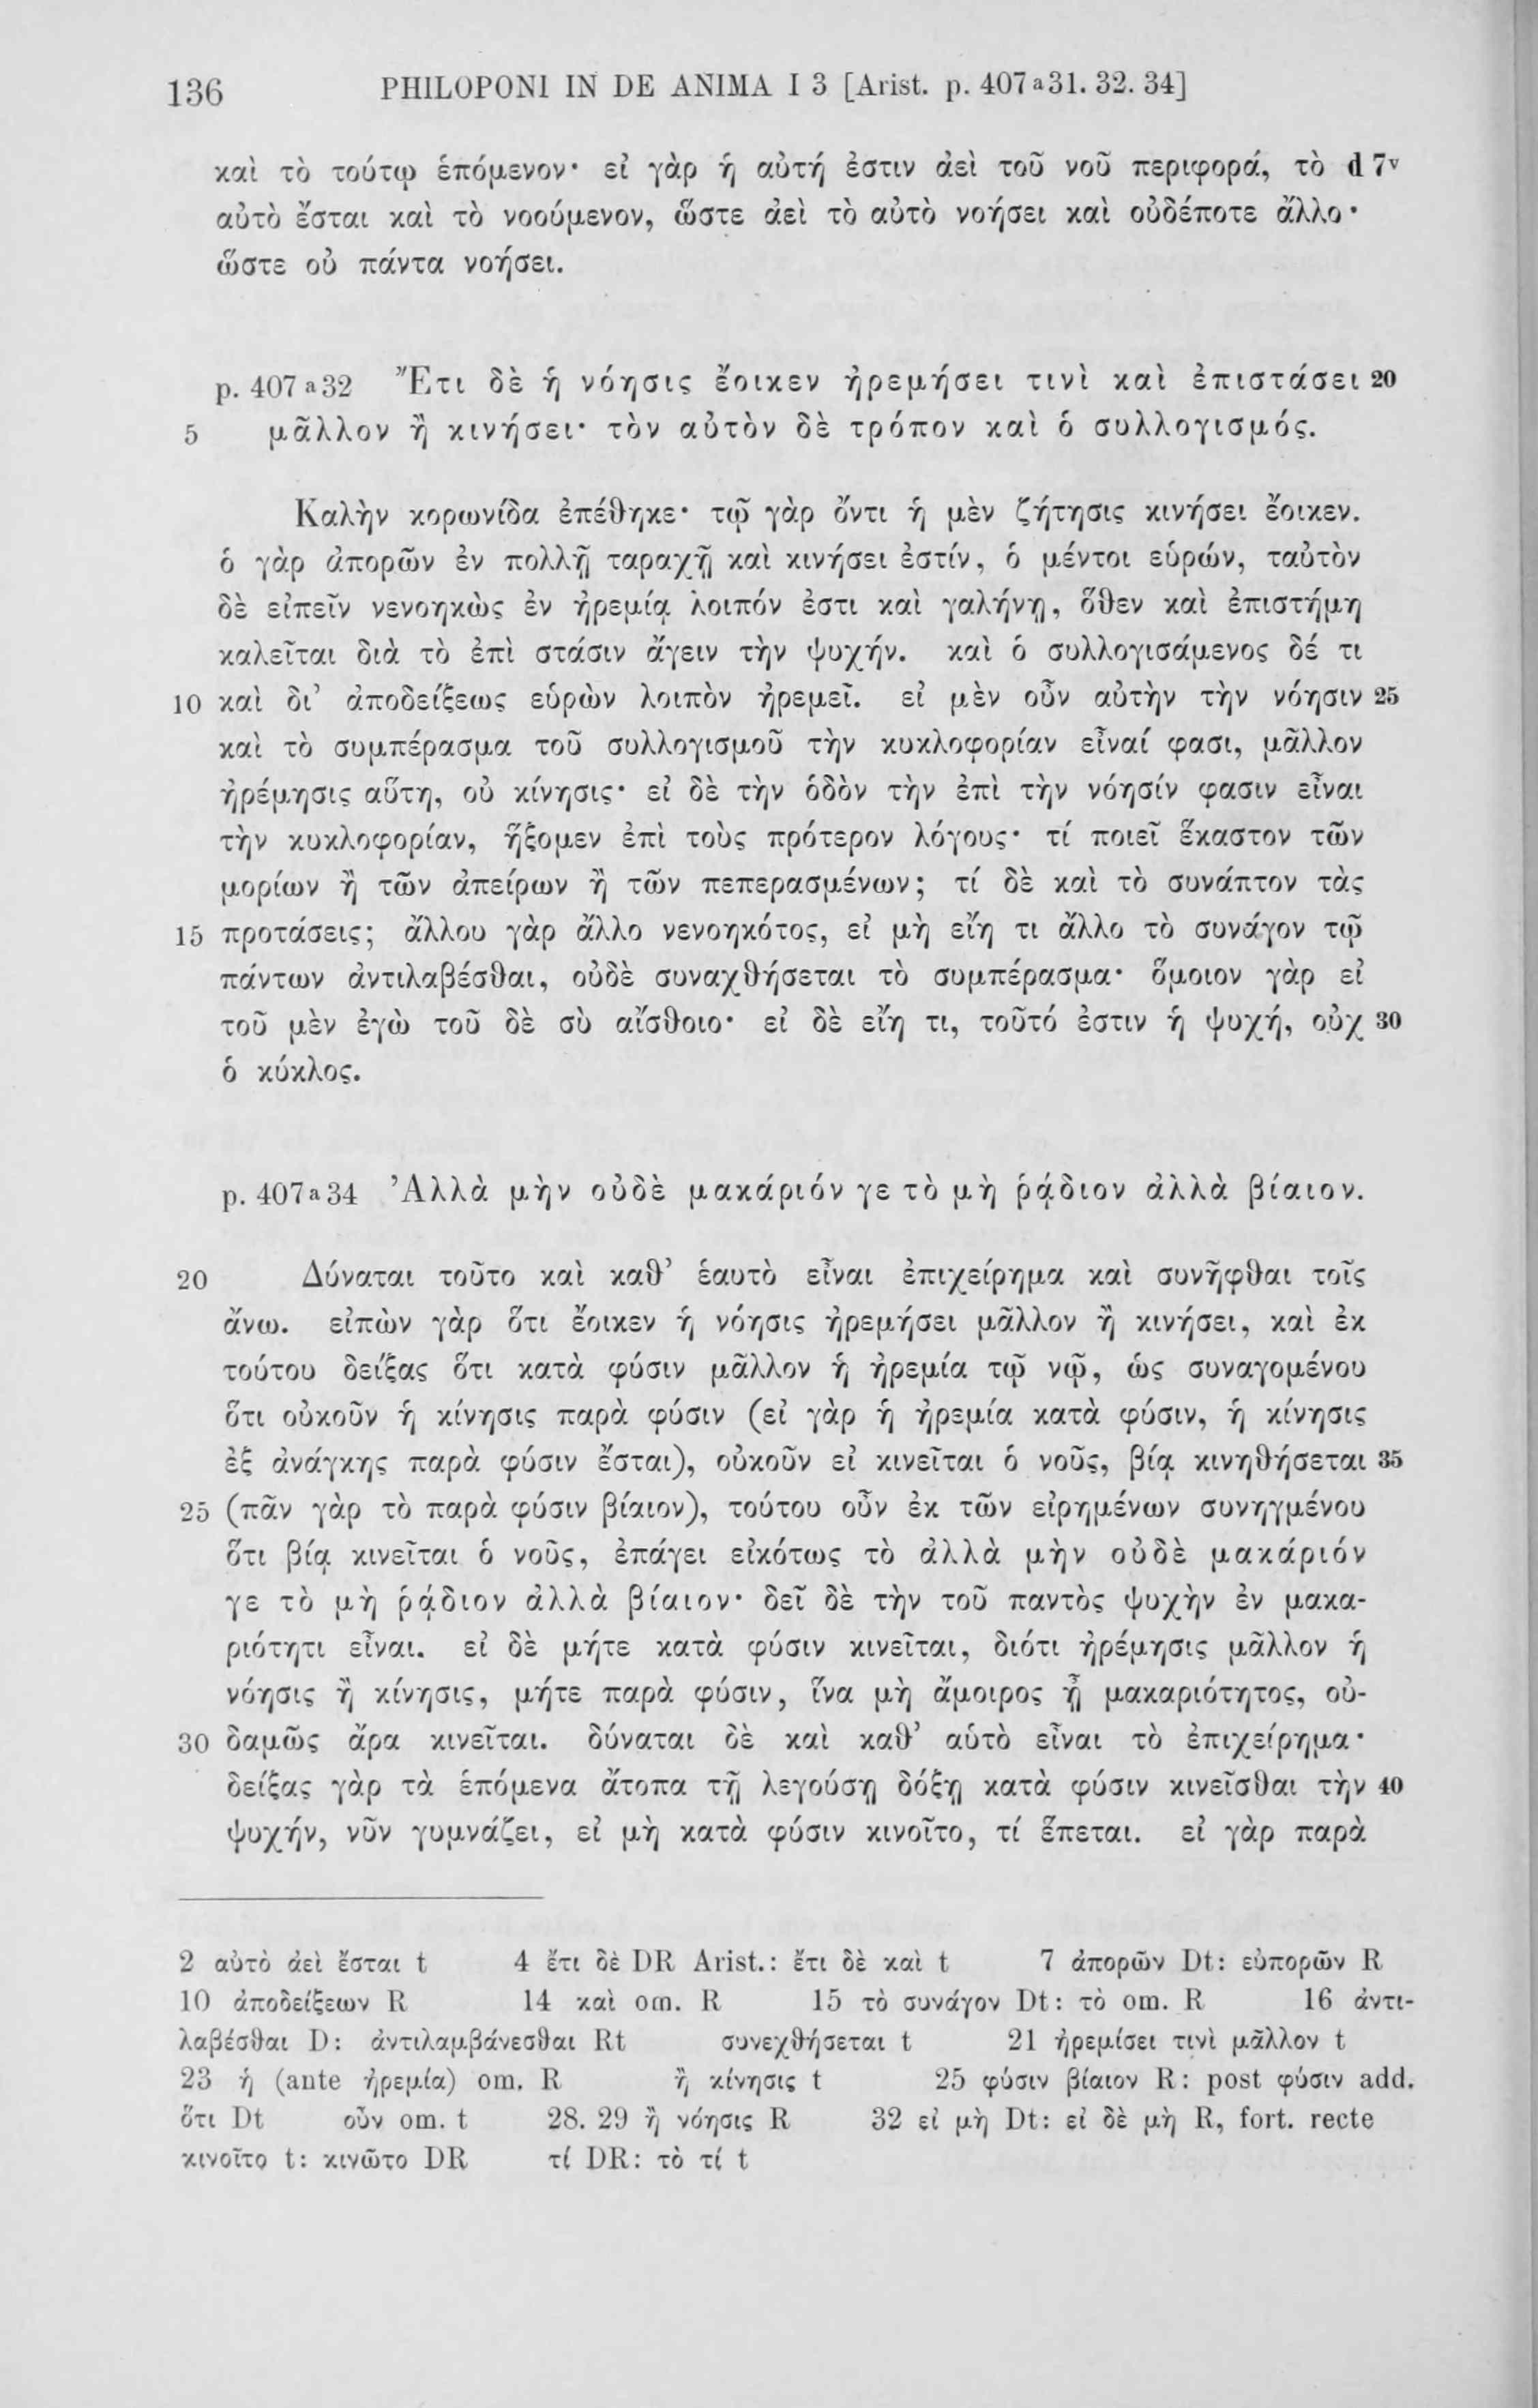 136 PHILOPONI IN DE ANIMA I 3 [Arist. p. 407 a 31. 32. 34]
καὶ τὸ τούτῳ ἑπόμενον· εἰ γὰρ ἡ αὐτή ἐστιν ἀεὶ τοῦ νοῦ περιφορά, τὸ d 7v
αὐτὸ ἔσται καὶ τὸ νοούμενον, ὥστε ἀεὶ τὸ αὐτὸ νοήσει καὶ οὐδέποτε ἄλλο·
ὥστε οὐ πάντα νοήσει.
p. 407 a 32 Ἔτι δὲ ἡ νόησις ἔοικεν ἠρεμήσει τινὶ καὶ ἐπιστάσει 20
5 μᾶλλον ἢ κινήσει· τὸν αὐτὸν δὲ τρόπον καὶ ὁ συλλογισμός.
Καλὴν κορωνίδα ἐπέθηκε· τῷ γὰρ ὄντι ἡ μὲν ζήτησις κινήσει ἔοικεν.
ὁ γὰρ ἀπορῶν ἐν πολλῇ ταραχῇ καὶ κινήσει ἐστίν, ὁ μέντοι εὑρών, ταὐτὸν
δὲ εἰπεῖν νενοηκὼς ἐν ἠρεμίᾳ λοιπόν ἐστι καὶ γαλήνῃ, ὅθεν καὶ ἐπιστήμη
καλεῖται διὰ τὸ ἐπὶ στάσιν ἄγειν τὴν ψυχήν. καὶ ὁ συλλογισάμενος δέ τι
10 καὶ δι’ ἀποδείξεως εὑρὼν λοιπὸν ἠρεμεῖ. εἰ μὲν οὖν αὐτὴν τὴν νόησιν 25
καὶ τὸ συμπέρασμα τοῦ συλλογισμοῦ τὴν κυκλοφορίαν εἶναί φασι, μᾶλλον
ἠρέμησις αὕτη, οὐ κίνησις· εἰ δὲ τὴν ὁδὸν τὴν ἐπὶ τὴν νόησίν φασιν εἶναι
τὴν κυκλοφορίαν, ἥξομεν ἐπὶ τοὺς πρότερον λόγους· τί ποιεῖ ἕκαστον τῶν
μορίων ἢ τῶν ἀπείρων ἢ τῶν πεπερασμένων; τί δὲ καὶ τὸ συνάπτον τὰς
15 προτάσεις; ἄλλου γὰρ ἄλλο νενοηκότος, εἰ μὴ εἴη τι ἄλλο τὸ συνάγον τῷ
πάντων ἀντιλαβέσθαι, οὐδὲ συναχθήσεται τὸ συμπέρασμα· ὅμοιον γὰρ εἰ
τοῦ μὲν ἐγὼ τοῦ δὲ σὺ αἴσθοιο· εἰ δὲ εἴη τι, τοῦτό ἐστιν ἡ ψυχή, οὐχ 30
ὁ κύκλος.
p. 407 a 34 Ἀλλὰ μὴν οὐδὲ μακάριόν γε τὸ μὴ ῥᾴδιον ἀλλὰ βίαιον.
20 Δύναται τοῦτο καὶ καθ’ ἑαυτὸ εἶναι ἐπιχείρημα καὶ συνῆφθαι τοῖς
ἄνω. εἰπὼν γὰρ ὅτι ἔοικεν ἡ νόησις ἠρεμήσει μᾶλλον ἢ κινήσει, καὶ ἐκ
τούτου δείξας ὅτι κατὰ φύσιν μᾶλλον ἡ ἠρεμία τῷ νῷ, ὡς συναγομένου
ὅτι οὐκοῦν ἡ κίνησις παρὰ φύσιν (εἰ γὰρ ἡ ἠρεμία κατὰ φύσιν, ἡ κίνησις
ἐξ ἀνάγκης παρὰ φύσιν ἔσται), οὐκοῦν εἰ κινεῖται ὁ νοῦς, βίᾳ κινηθήσεται 35
25 (πᾶν γὰρ τὸ παρὰ φύσιν βίαιον), τούτου οὖν ἐκ τῶν εἰρημένων συνηγμένου
ὅτι βίᾳ κινεῖται ὁ νοῦς, ἐπάγει εἰκότως τὸ ἀλλὰ μὴν οὐδὲ μακάριόν
γε τὸ μὴ ῥᾴδιον ἀλλὰ βίαιον· δεῖ δὲ τὴν τοῦ παντὸς ψυχὴν ἐν μακα-
ριότητι εἶναι. εἰ δὲ μήτε κατὰ φύσιν κινεῖται, διότι ἠρέμησις μᾶλλον ἡ
νόησις ἢ κίνησις, μήτε παρὰ φύσιν, ἵνα μὴ ἄμοιρος ᾖ μακαριότητος, οὐ-
30 δαμῶς ἄρα κινεῖται. δύναται δὲ καὶ καθ’ αὑτὸ εἶναι τὸ ἐπιχείρημα·
δείξας γὰρ τὰ ἑπόμενα ἄτοπα τῇ λεγούσῃ δόξῃ κατὰ φύσιν κινεῖσθαι τὴν 40
ψυχήν, νῦν γυμνάζει, εἰ μὴ κατὰ φύσιν κινοῖτο, τί ἕπεται. εἰ γὰρ παρὰ
2 αὐτὸ ἀεὶ ἔσται t 4 ἔτι δὲ DR Arist.: ἔτι δὲ καὶ t 7 ἀπορῶν Dt: εὐπορῶν R
10 ἀποδείξεων R 14 καὶ om. R 15 τὸ συνάγον Dt: τὸ om. R 16 ἀντι-
λαβέσθαι D: ἀντιλαμβάνεσθαι Rt συνεχθήσεται t 21 ἠρεμίσει τινὶ μᾶλλον t
23 ἡ (ante ἠρεμία) om. R ἢ κίνησις t 25 φύσιν βίαιον R: post φύσιν add.
ὅτι Dt οὖν om. t 28. 29 ἢ νόησις R 32 εἰ μὴ Dt: εἰ δὲ μὴ R, fort. recte
κινοῖτο t: κινῶτο DR τί DR: τὸ τί t